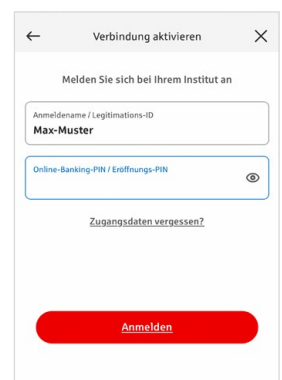 Verbindung aktivieren
Melden Sie sich bei Ihrem Institut an
Anmeldename / Legitimations-ID
Max-Muster
Online-Banking-PIN / Eröffnungs-PIN
Zugangsdaten vergessen?
Anmelden